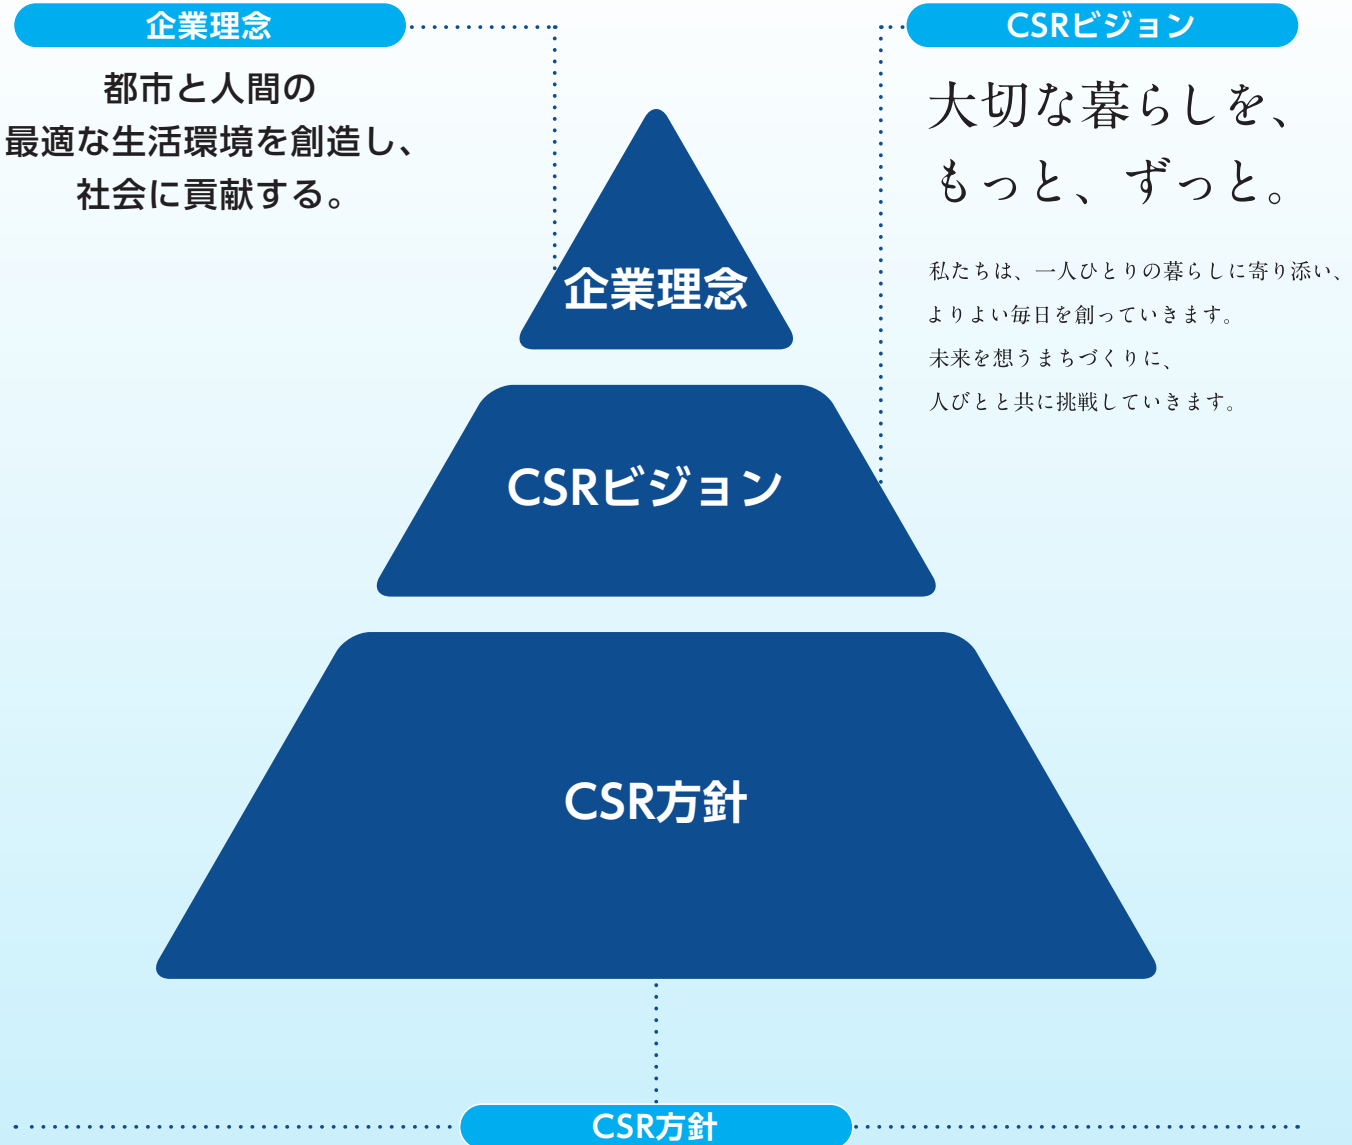 企業理念
都市と人間の
最適な生活環境を創造し、
社会に貢献する。
CSRビジョン
大切な暮らしを、
もっと、ずっと。
私たちは、一人ひとりの暮らしに寄り添い、
よりよい毎日を創っていきます。
未来を想うまちづくりに、
人びとと共に挑戦していきます。
企業理念
CSRビジョン
CSR方針
CSR方針